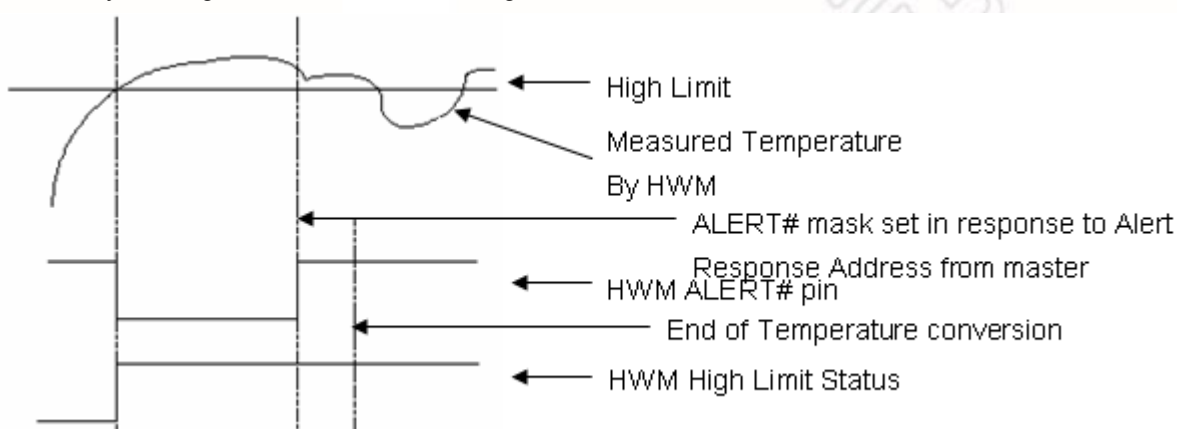 High Limit
Measured Temperature
By HWM
ALERT# mask set in response to Alert
Response Address from master
HWM ALERT# pin
End of Temperature conversion
HWM High Limit Status